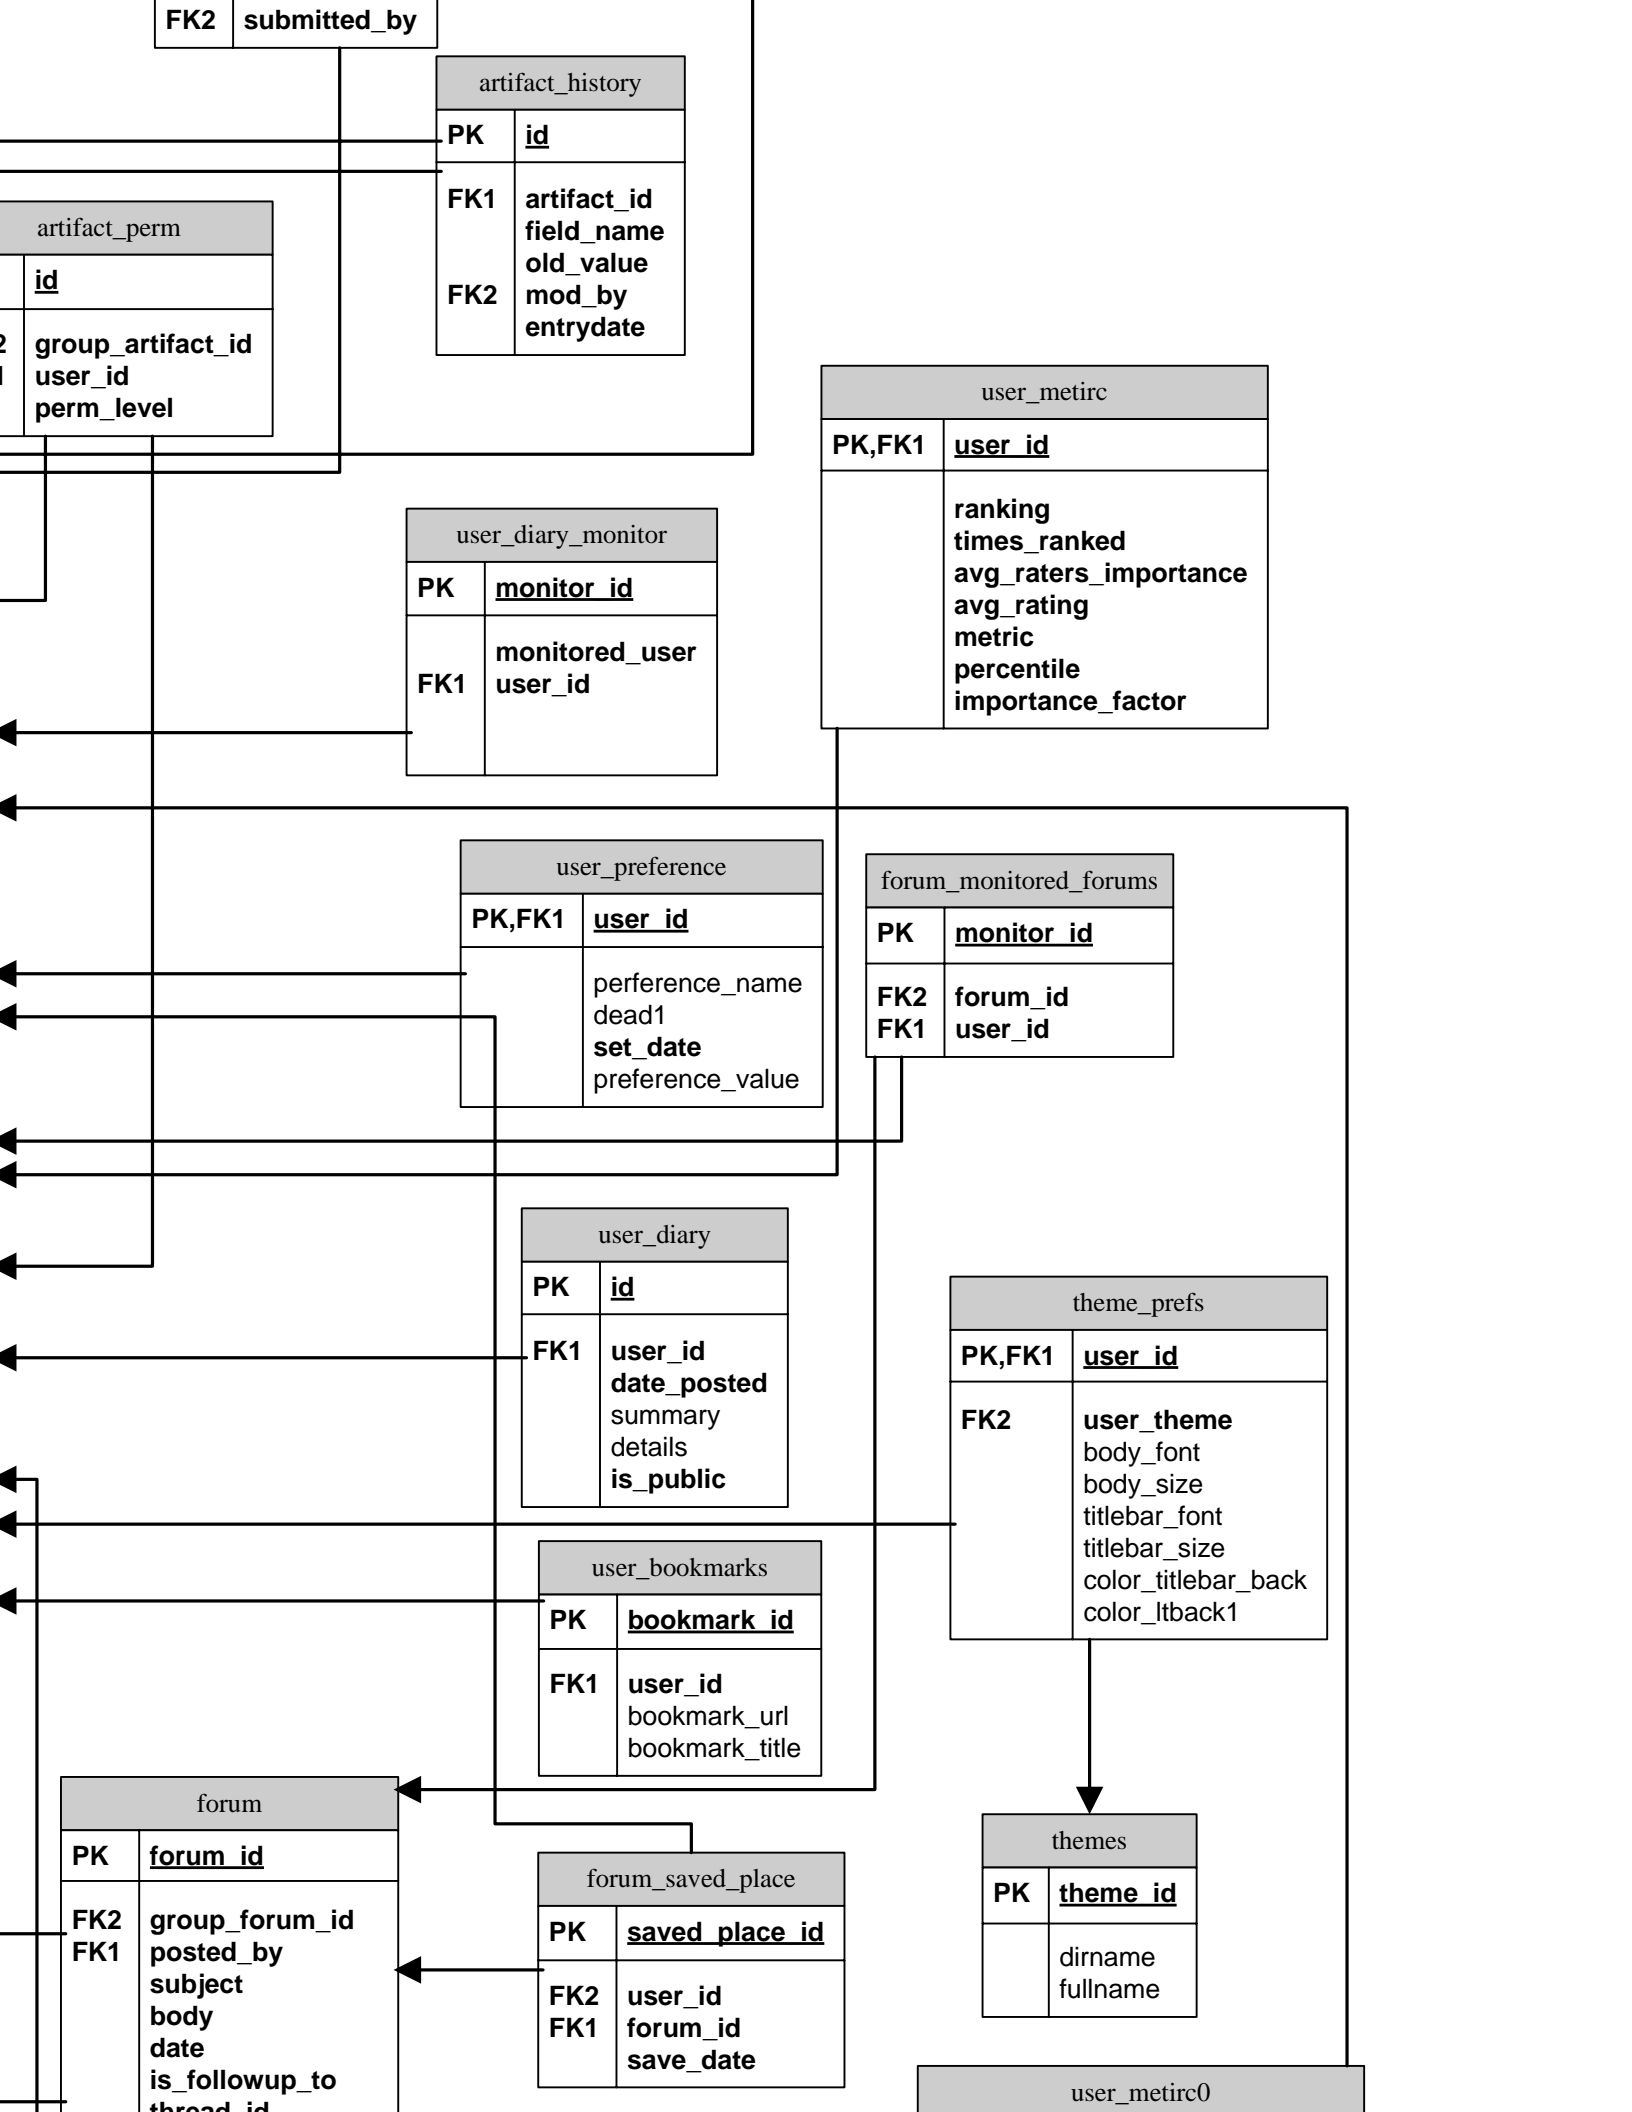 FK2 submitted_by
artifact_history
PK id
FK1 artifact_id
field_name
old_value
FK2 mod_by
entrydate
artifact_perm
id
2 group_artifact_id
user_id
perm_level
user_metirc
PK,FK1 user_id
ranking
times_ranked
avg_raters_importance
avg_rating
metric
percentile
importance_factor
user_diary_monitor
PK monitor_id
monitored_user
FK1 user_id
user_preference
PK,FK1 user_id
perference_name
dead1
set_date
preference_value
forum_monitored_forums
PK monitor_id
FK2 forum_id
FK1 user_id
user_diary
PK id
FK1 user_id
date_posted
summary
details
is_public
theme_prefs
PK,FK1 user_id
FK2 user_theme
body_font
body_size
titlebar_font
titlebar_size
color_titlebar_back
color_ltback1
user_bookmarks
PK bookmark_id
FK1 user_id
bookmark_url
bookmark_title
forum
PK forum_id
FK2 group_forum_id
FK1 posted_by
subject
body
date
is_followup_to
thread_id
forum_saved_place
PK saved_place_id
FK2 user_id
FK1 forum_id
save_date
themes
PK theme_id
dirname
fullname
user_metirc0